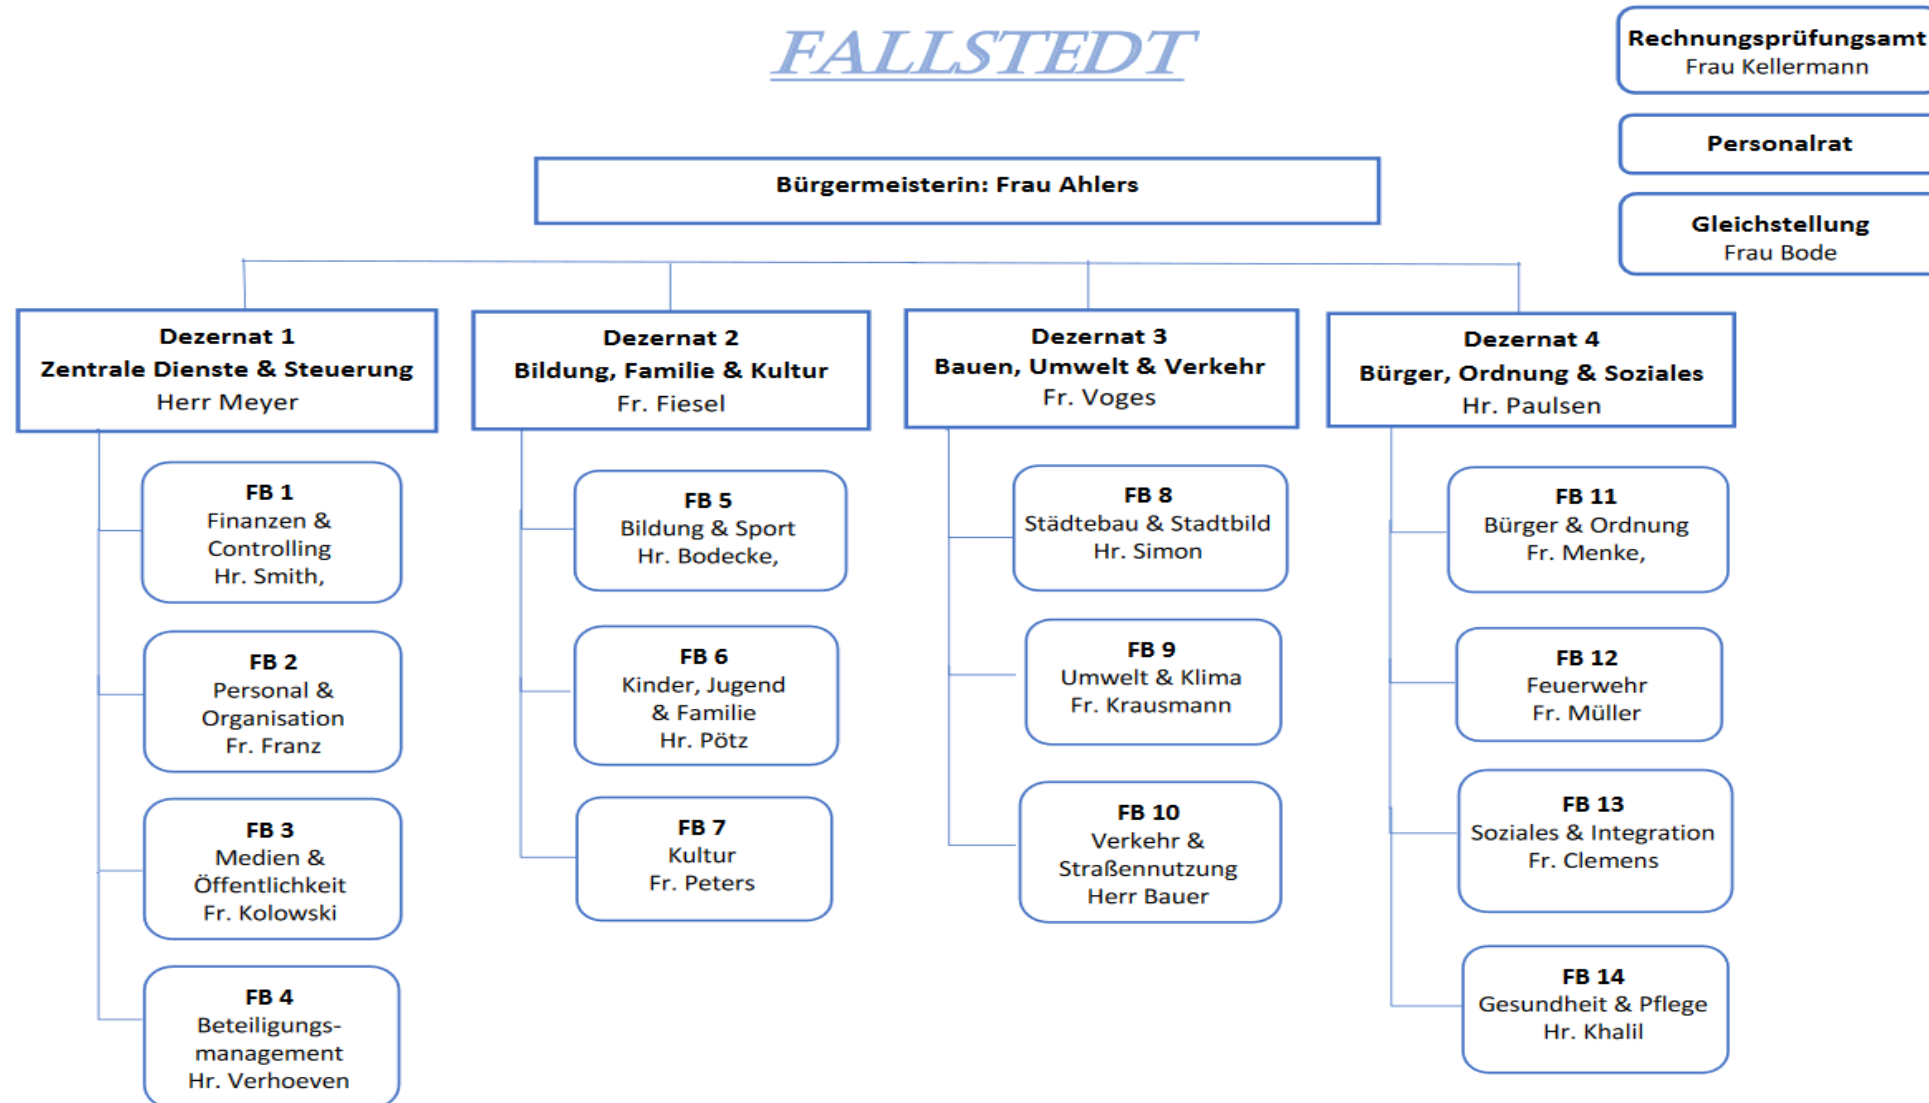 FALLSTEDT
Rechnungsprüfungsamt
Frau Kellermann
Personalrat
Gleichstellung
Frau Bode
Bürgermeisterin: Frau Ahlers
Dezernat 1
Zentrale Dienste & Steuerung
Herr Meyer
FB 1
Finanzen &
Controlling
Hr. Smith,
FB 2
Personal &
Organisation
Fr. Franz
FB 3
Medien &
Öffentlichkeit
Fr. Kolowski
FB 4
Beteiligungs-
management
Hr. Verhoeven
Dezernat 2
Bildung, Familie & Kultur
Fr. Fiesel
FB 5
Bildung & Sport
Hr. Bodecke,
FB 6
Kinder, Jugend
& Familie
Hr. Pötz
FB 7
Kultur
Fr. Peters
Dezernat 3
Bauen, Umwelt & Verkehr
Fr. Voges
FB 8
Städtebau & Stadtbild
Hr. Simon
FB 9
Umwelt & Klima
Fr. Krausmann
FB 10
Verkehr &
Straßennutzung
Herr Bauer
Dezernat 4
Bürger, Ordnung & Soziales
Hr. Paulsen
FB 11
Bürger & Ordnung
Fr. Menke,
FB 12
Feuerwehr
Fr. Müller
FB 13
Soziales & Integration
Fr. Clemens
FB 14
Gesundheit & Pflege
Hr. Khalil